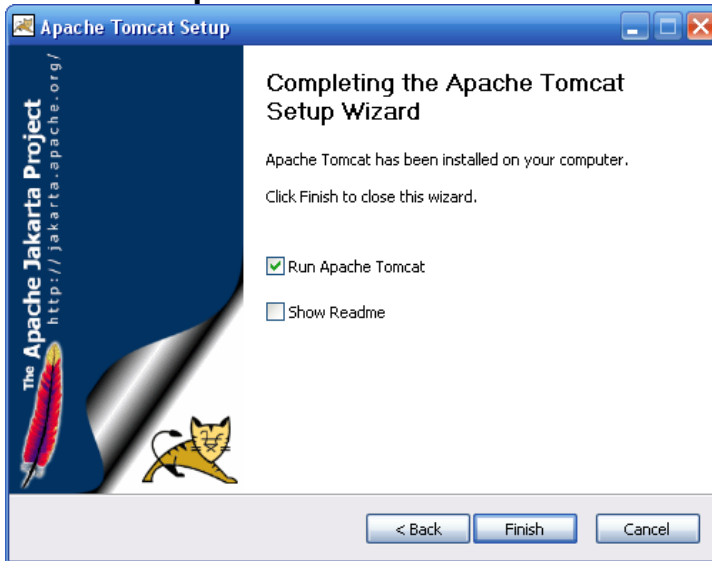 Apache Tomcat Setup
The Apache Jakarta Project
http://jakarta.apache.org/
Completing the Apache Tomcat
Setup Wizard
Apache Tomcat has been installed on your computer.
Click Finish to close this wizard.
Run Apache Tomcat
Show Readme
< Back
Finish
Cancel